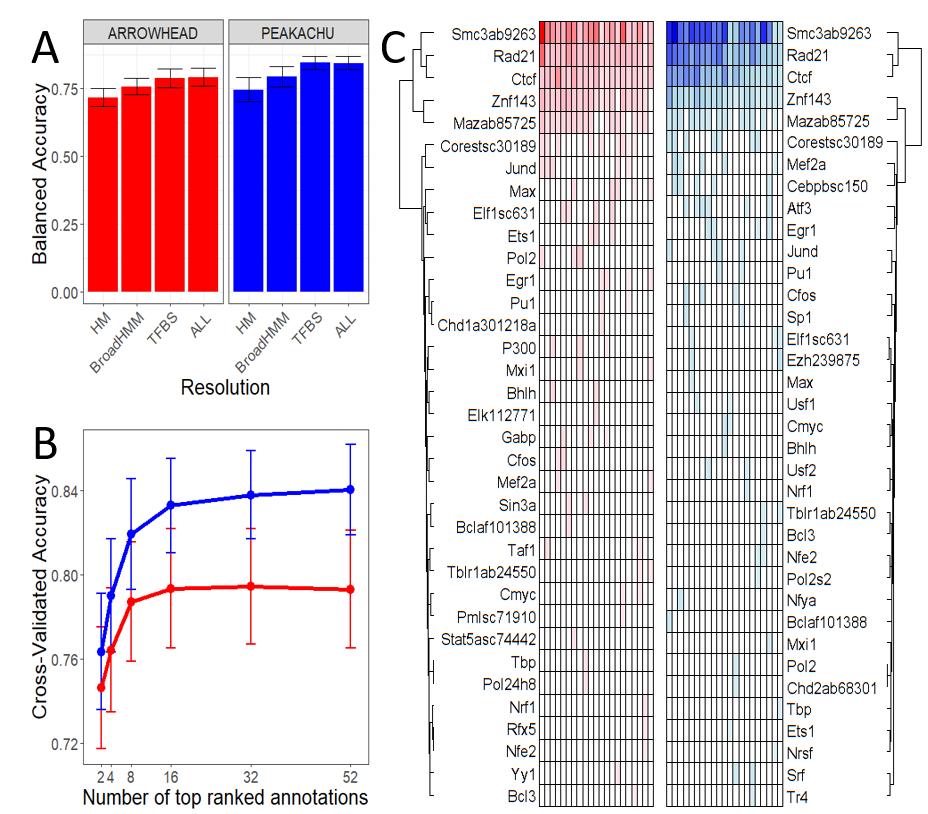 A
ARROWHEAD
PEAKACHU
Balanced Accuracy
0.75
0.50
0.25
0.00
HM
BroadHMM
TFBS
ALL
HM
BroadHMM
TFBS
ALL
Resolution
B
Cross-Validated Accuracy
0.84
0.80
0.76
0.72
2 4 8 16 32 52
Number of top ranked annotations
C
Smc3ab9263
Rad21
Ctcf
Znf143
Mazab85725
Corestsc30189
Jund
Max
Elf1sc631
Ets1
Pol2
Egr1
Pu1
Chd1a301218a
P300
Mxi1
Bhlh
Elk112771
Gabp
Cfos
Mef2a
Sin3a
Bclaf101388
Taf1
Tblr1ab24550
Cmyc
Pmlsc71910
Stat5asc74442
Tbp
Pol24h8
Nrf1
Rfx5
Nfe2
Yy1
Bcl3
Smc3ab9263
Rad21
Ctcf
Znf143
Mazab85725
Corestsc30189
Mef2a
Cebpbsc150
Atf3
Egr1
Jund
Pu1
Cfos
Sp1
Elf1sc631
Ezh239875
Max
Usf1
Cmyc
Bhlh
Usf2
Nrf1
Tblr1ab24550
Bcl3
Nfe2
Pol2s2
Nfya
Bclaf101388
Mxi1
Pol2
Chd2ab68301
Tbp
Ets1
Nrsf
Srf
Tr4